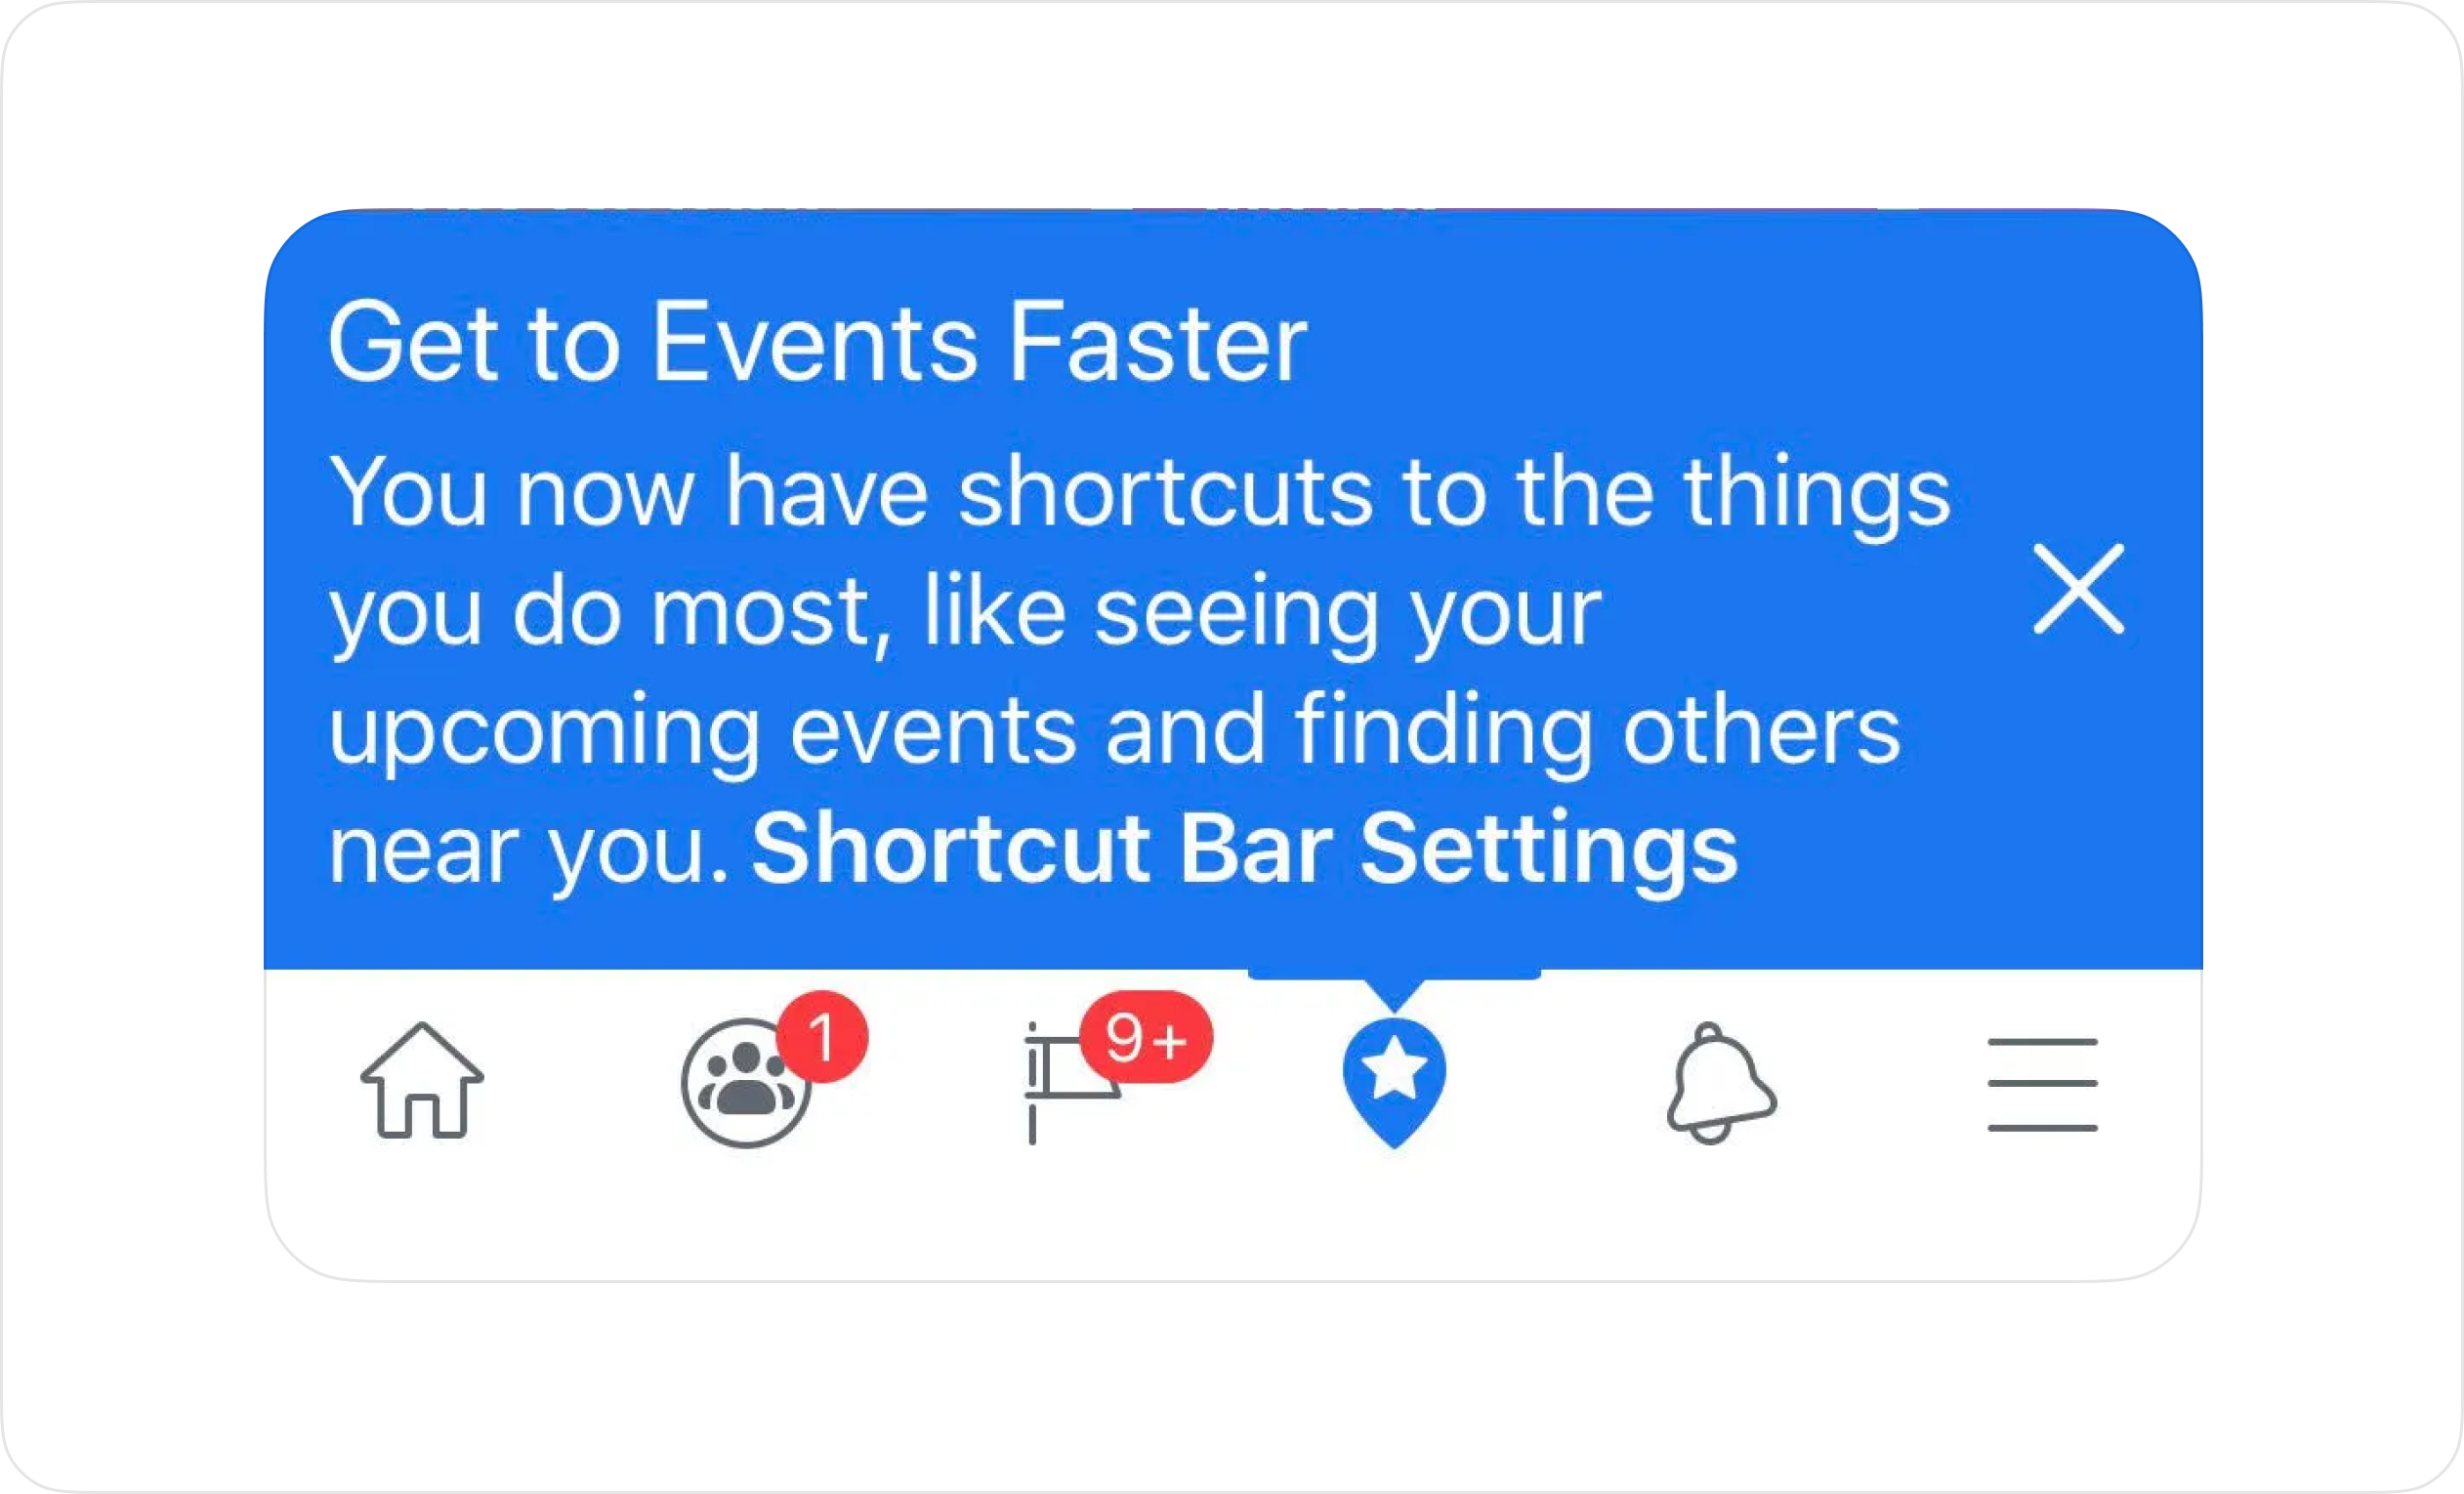 Get to Events Faster
You now have shortcuts to the things
you do most, like seeing your
upcoming events and finding others
near you. Shortcut Bar Settings
1
9+